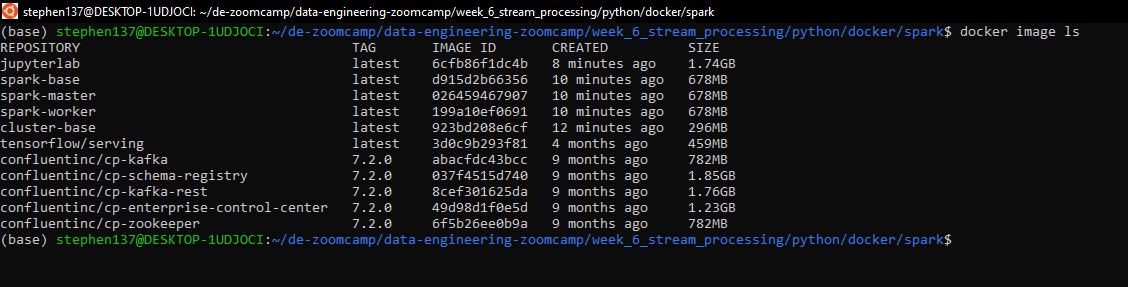 stephen137@DESKTOP-1UDJOCI: ~/de-zoomcamp/data-engineering-zoomcamp/week_6_stream_processing/python/docker/spark
(base) stephen137@DESKTOP-1UDJOCI:~/de-zoomcamp/data-engineering-zoomcamp/week_6_stream_processing/python/docker/spark$ docker image ls
REPOSITORY                                  TAG       IMAGE ID       CREATED          SIZE
jupyterlab                                  latest    6cfb86f1dc4b   8 minutes ago    1.74GB
spark-base                                  latest    d915d2b66356   10 minutes ago   678MB
spark-master                                latest    026459467907   10 minutes ago   678MB
spark-worker                                latest    199a10ef0691   10 minutes ago   678MB
cluster-base                                latest    923bd208e6cf   12 minutes ago   296MB
tensorflow/serving                          latest    3d0c9b293f81   4 months ago     459MB
confluentinc/cp-kafka                       7.2.0     abacfdc43bcc   9 months ago     782MB
confluentinc/cp-schema-registry             7.2.0     037f4515d740   9 months ago     1.85GB
confluentinc/cp-kafka-rest                  7.2.0     8cef301625da   9 months ago     1.76GB
confluentinc/cp-enterprise-control-center   7.2.0     49d98d1f0e5d   9 months ago     1.23GB
confluentinc/cp-zookeeper                   7.2.0     6f5b26ee0b9a   9 months ago     782MB
(base) stephen137@DESKTOP-1UDJOCI:~/de-zoomcamp/data-engineering-zoomcamp/week_6_stream_processing/python/docker/spark$